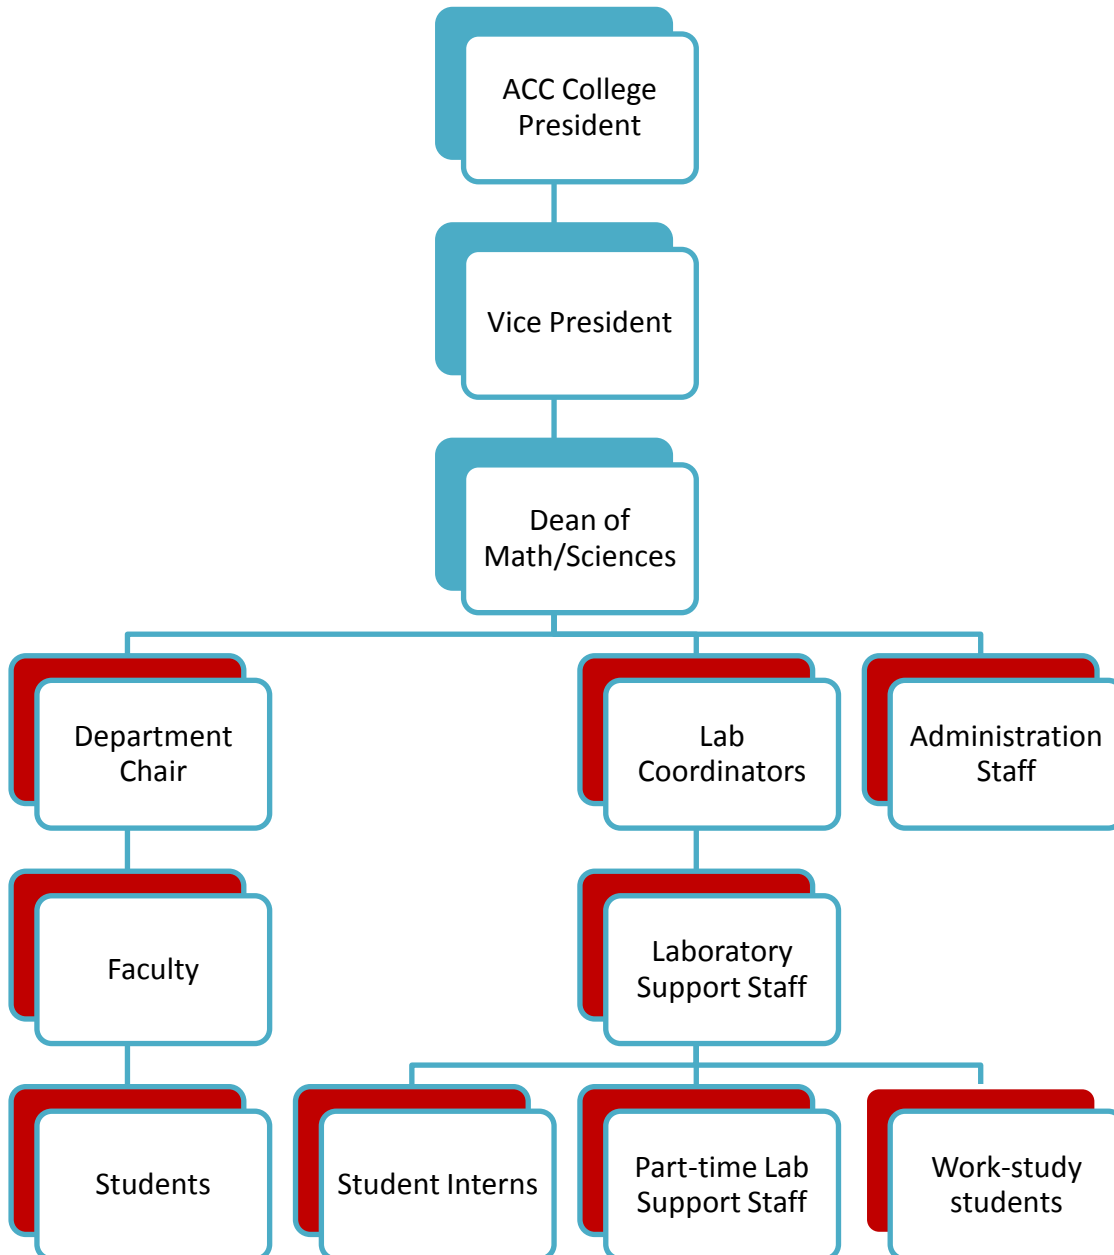 ACC College
President
Vice President
Dean of
Math/Sciences
Department
Chair
Lab
Coordinators
Administration
Staff
Faculty
Laboratory
Support Staff
Students
Student Interns
Part-time Lab
Support Staff
Work-study
students